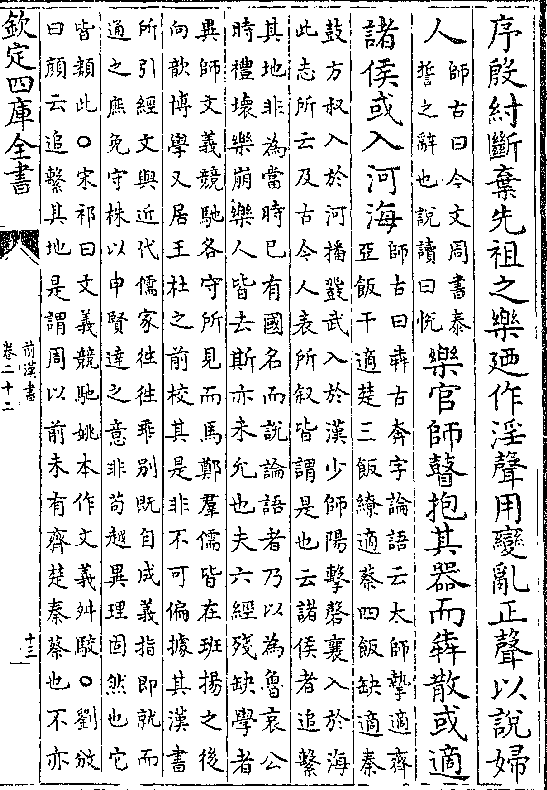 序殷紂斷棄先祖之樂廼作淫聲用變亂正聲以說婦
人師古曰今文周書泰
誓之辭也說讀曰恱樂官師瞽抱其器而犇散或適
諸侯或入河海師古曰犇古奔字論語云大師摯適齊
亞飯干適楚三飯繚適蔡四飯缺適秦
鼓方叔入於河播鼗武入於漢少師陽擊磬襄入於海
此志所云及古今人表所叙皆謂是也云諸侯者追繫
其地非為當時已有國名而說論語者乃以為魯哀公
時禮壊樂崩樂人皆去斯亦未允也夫六經殘缺學者
異師文義競馳各守所見而馬鄭羣儒皆在班揚之後
向歆博學又居王杜之前校其是非不可偏據其漢書
所引經文與近代儒家往往乖別既自成義指即就而
通之庶免守株以申賢達之意非苟越異理固然也它
皆類此○宋祁曰文義競馳姚本作文義舛駮○劉攽
曰顔云追繫其地是謂周以前未有齊楚秦蔡也不亦
欽定四庫全書
前漢書
卷二十二
十三